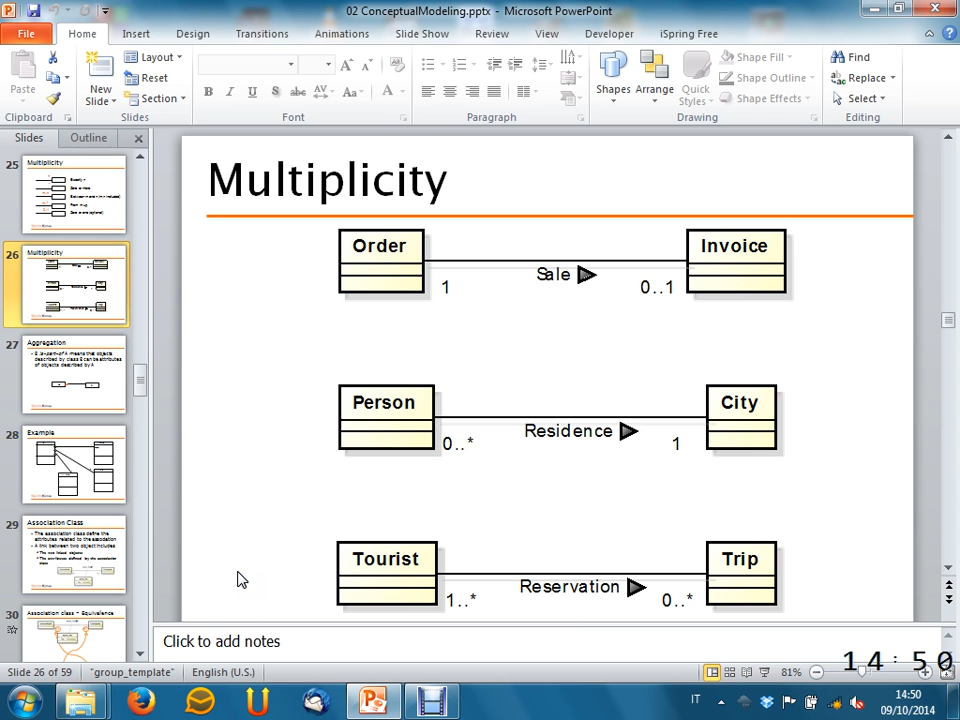 02 ConceptualModeling.pptx - Microsoft PowerPoint
File Home Insert Design Transitions Animations Slide Show Review View Developer iSpring Free
Paste
New Slide
Layout
Reset
Section
Shapes
Arrange
Quick Styles
Shape Fill
Shape Outline
Shape Effects
Find
Replace
Select
Clipboard Slides Font Paragraph Drawing Editing
Slides Outline
25
Multiplicity
26
Multiplicity
27
Aggregation
28
Example
29
Association Class
30
Association class - Equivalence
Multiplicity
Order Invoice
Sale
1 0..1
Person City
Residence
0..* 1
Tourist Trip
Reservation
1..* 0..*
Click to add notes
14:50
Slide 26 of 59 "group_template" English (U.S.) 81%
IT
14:50
09/10/2014